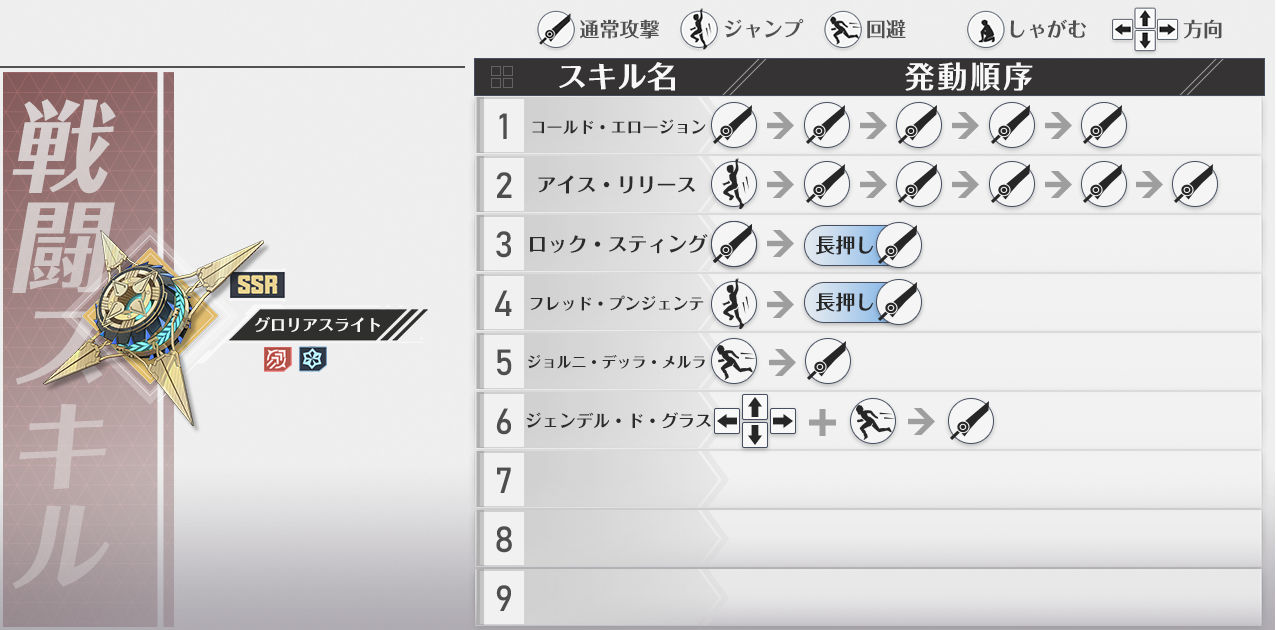 通常攻撃 ジャンプ 回避 しゃがむ 方向
スキル名 発動順序
戦闘スキル
SSR
グロリアスライト
1 コールド・エロージョン
2 アイス・リリース
3 ロック・スティング 長押し
4 フレッド・プンジェンテ 長押し
5 ジョルニ・デッラ・メルラ
6 ジェンデル・ド・グラス
7
8
9